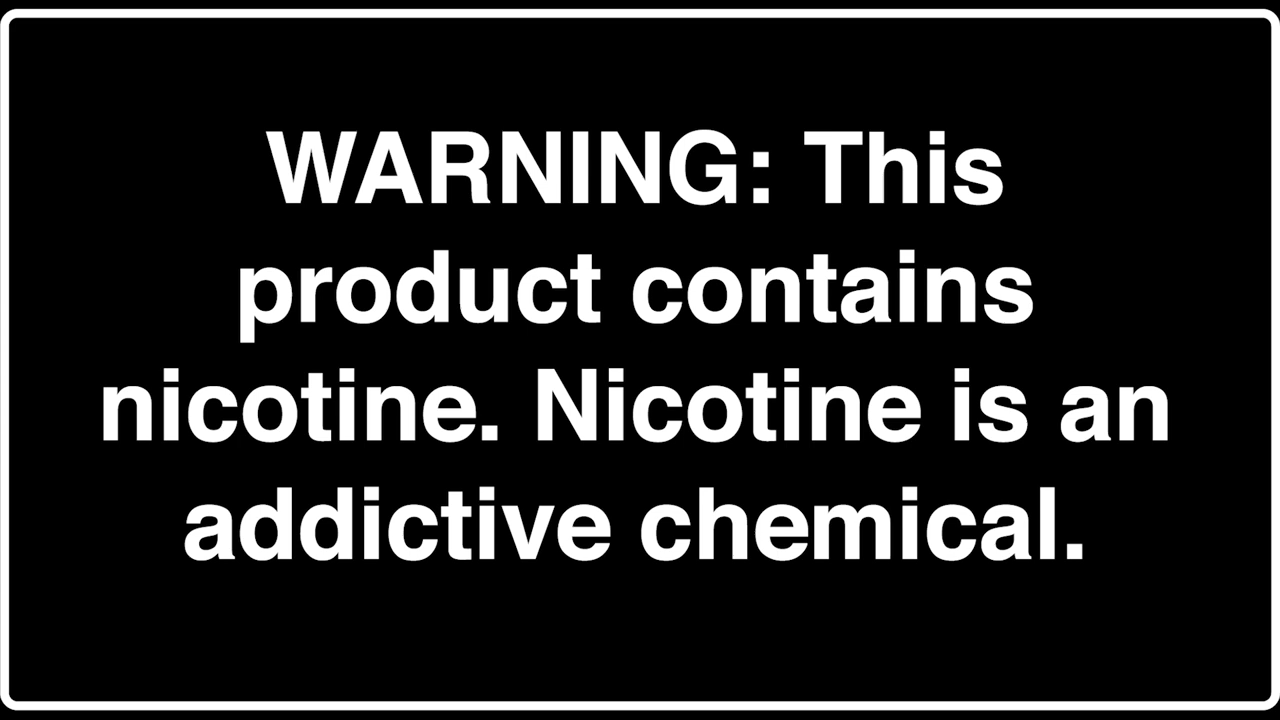 WARNING: This
product contains
nicotine. Nicotine is an
addictive chemical.